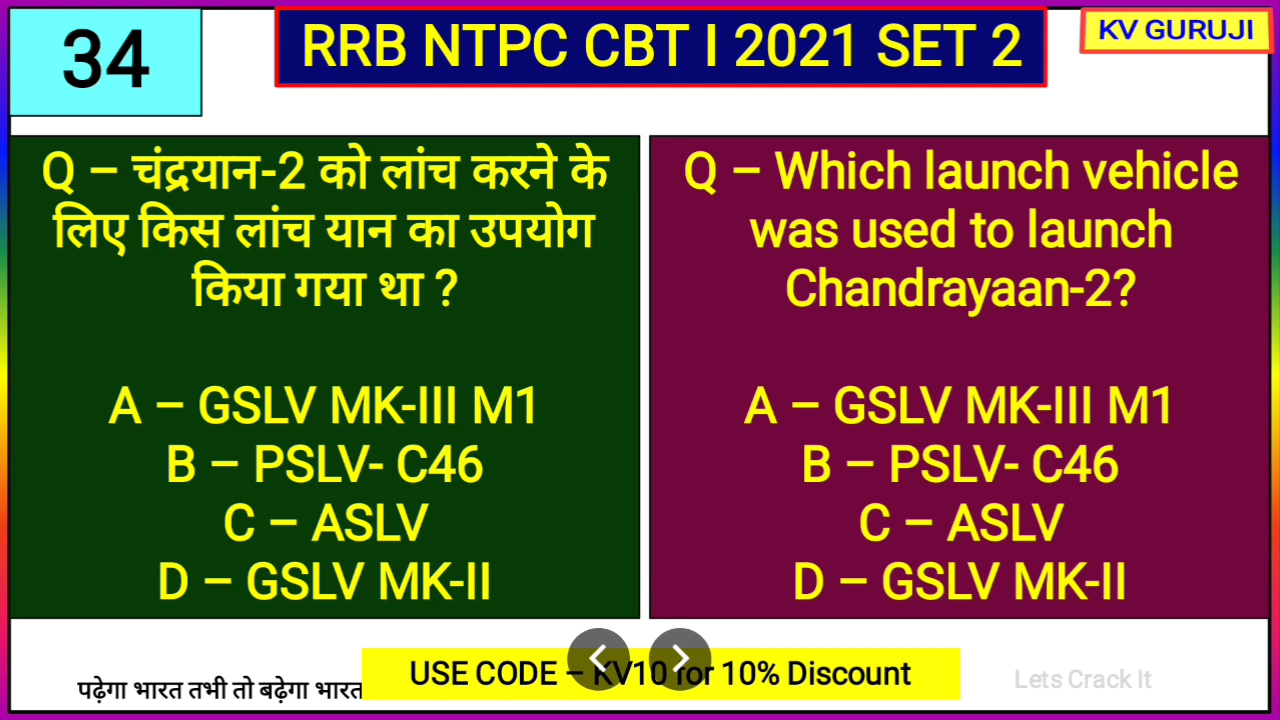 34
RRB NTPC CBT I 2021 SET 2
KV GURUJI
Q – चंद्रयान-2 को लांच करने के
लिए किस लांच यान का उपयोग
किया गया था ?
A – GSLV MK-III M1
B – PSLV- C46
C – ASLV
D – GSLV MK-II
Q – Which launch vehicle
was used to launch
Chandrayaan-2?
A – GSLV MK-III M1
B – PSLV- C46
C – ASLV
D – GSLV MK-II
पढ़ेगा भारत तभी तो बढ़ेगा भारत
USE CODE – KV10 for 10% Discount
Lets Crack It